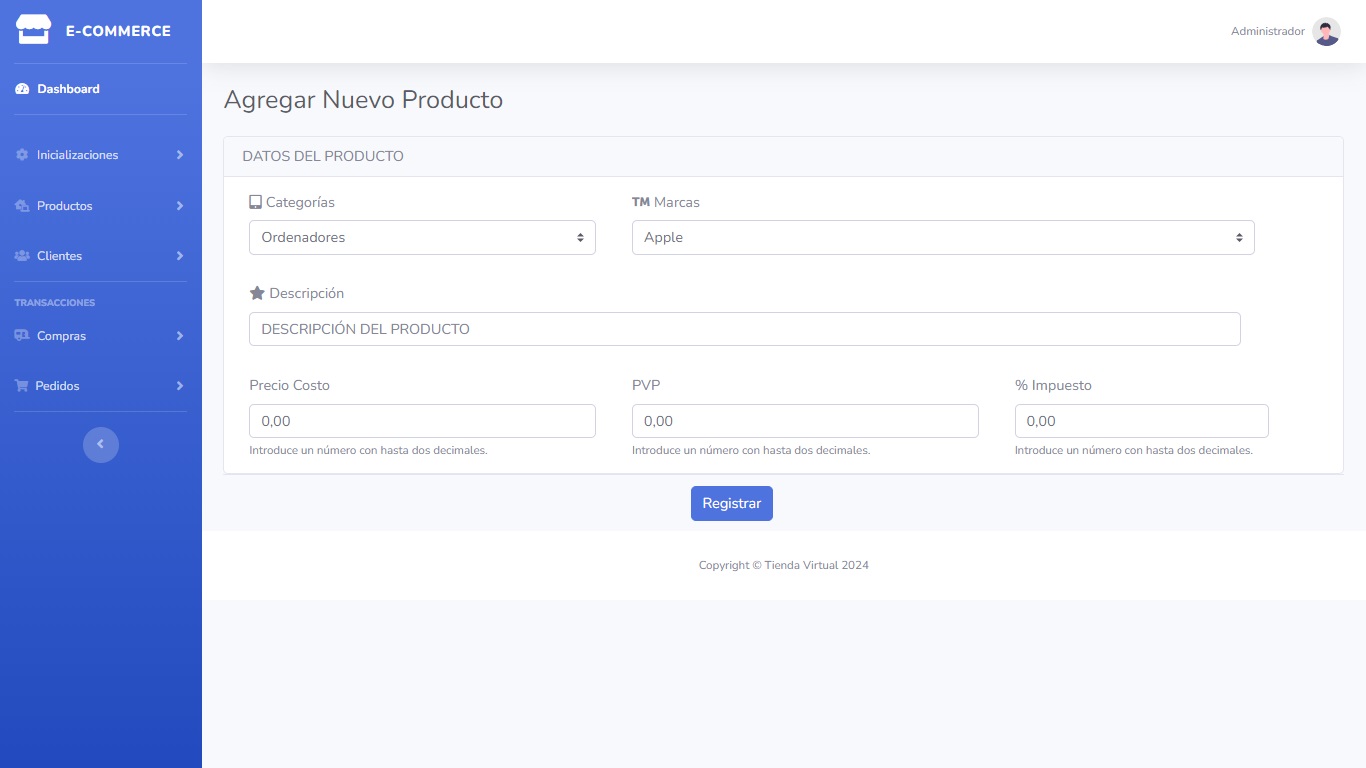 E-COMMERCE
Administrador
Dashboard
Inicializaciones
Productos
Clientes
TRANSACCIONES
Compras
Pedidos
Agregar Nuevo Producto
DATOS DEL PRODUCTO
Categorías
TM Marcas
Ordenadores
Apple
Descripción
DESCRIPCIÓN DEL PRODUCTO
Precio Costo
PVP
% Impuesto
0,00
0,00
0,00
Introduce un número con hasta dos decimales.
Introduce un número con hasta dos decimales.
Introduce un número con hasta dos decimales.
Registrar
Copyright © Tienda Virtual 2024